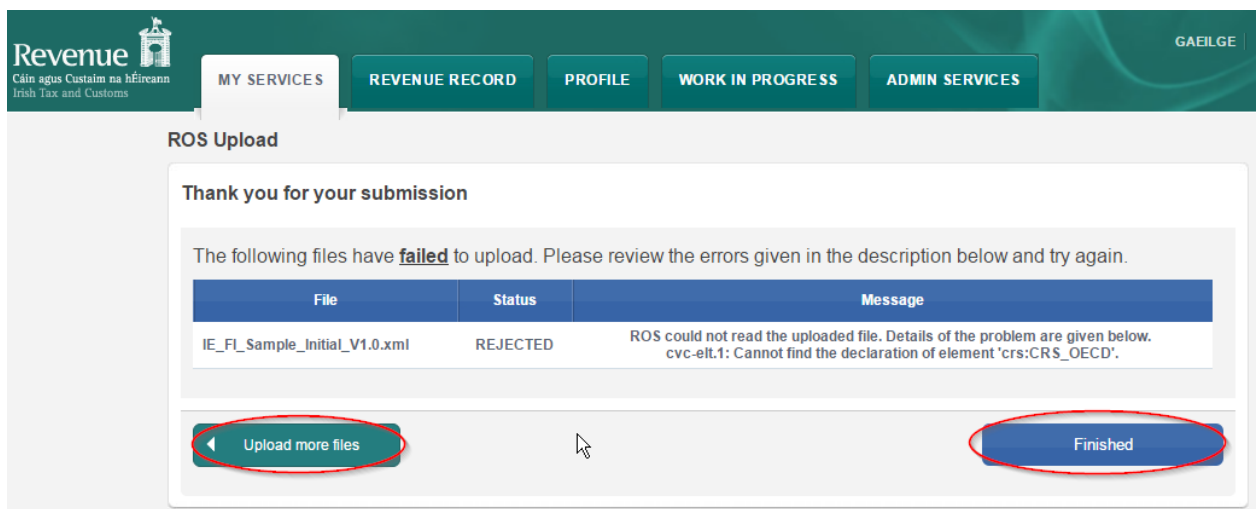 GAEILGE
Revenue
Cáin agus Custaim na hÉireann
Irish Tax and Customs
MY SERVICES
REVENUE RECORD
PROFILE
WORK IN PROGRESS
ADMIN SERVICES
ROS Upload
Thank you for your submission
The following files have failed to upload. Please review the errors given in the description below and try again.
File Status Message
IE_FI_Sample_Initial_V1.0.xml REJECTED ROS could not read the uploaded file. Details of the problem are given below.
cvc-elt.1: Cannot find the declaration of element 'crs:CRS_OECD'.
Upload more files
Finished